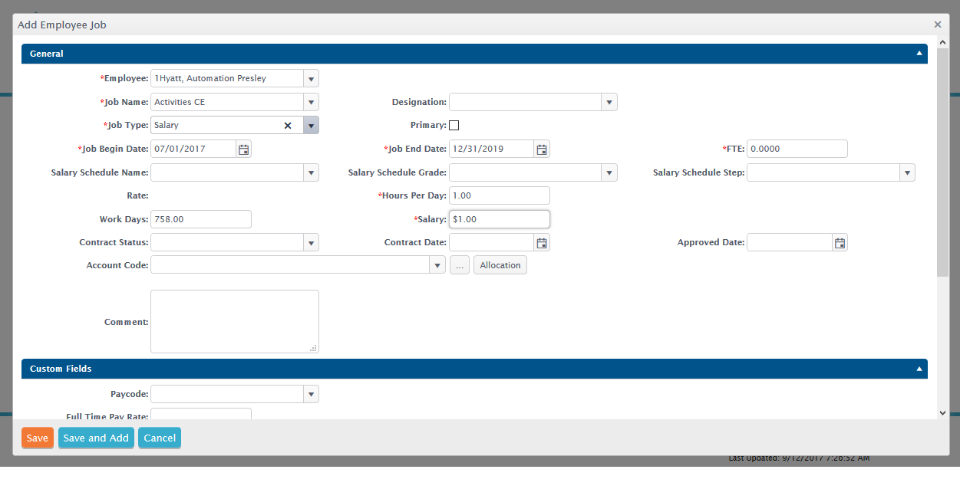 Add Employee Job
General
*Employee: 1Hyatt, Automation Presley
*Job Name: Activities CE Designation:
*Job Type: Salary Primary:
*Job Begin Date: 07/01/2017 *Job End Date: 12/31/2019 *FTE: 0.0000
Salary Schedule Name: Salary Schedule Grade: Salary Schedule Step:
Rate: *Hours Per Day: 1.00
Work Days: 758.00 *Salary: $1.00
Contract Status: Contract Date: Approved Date:
Account Code: ... Allocation
Comment:
Custom Fields
Paycode:
Full Time Pay Rate:
Save Save and Add Cancel
Last Updated: 9/12/2017 7:26:52 AM